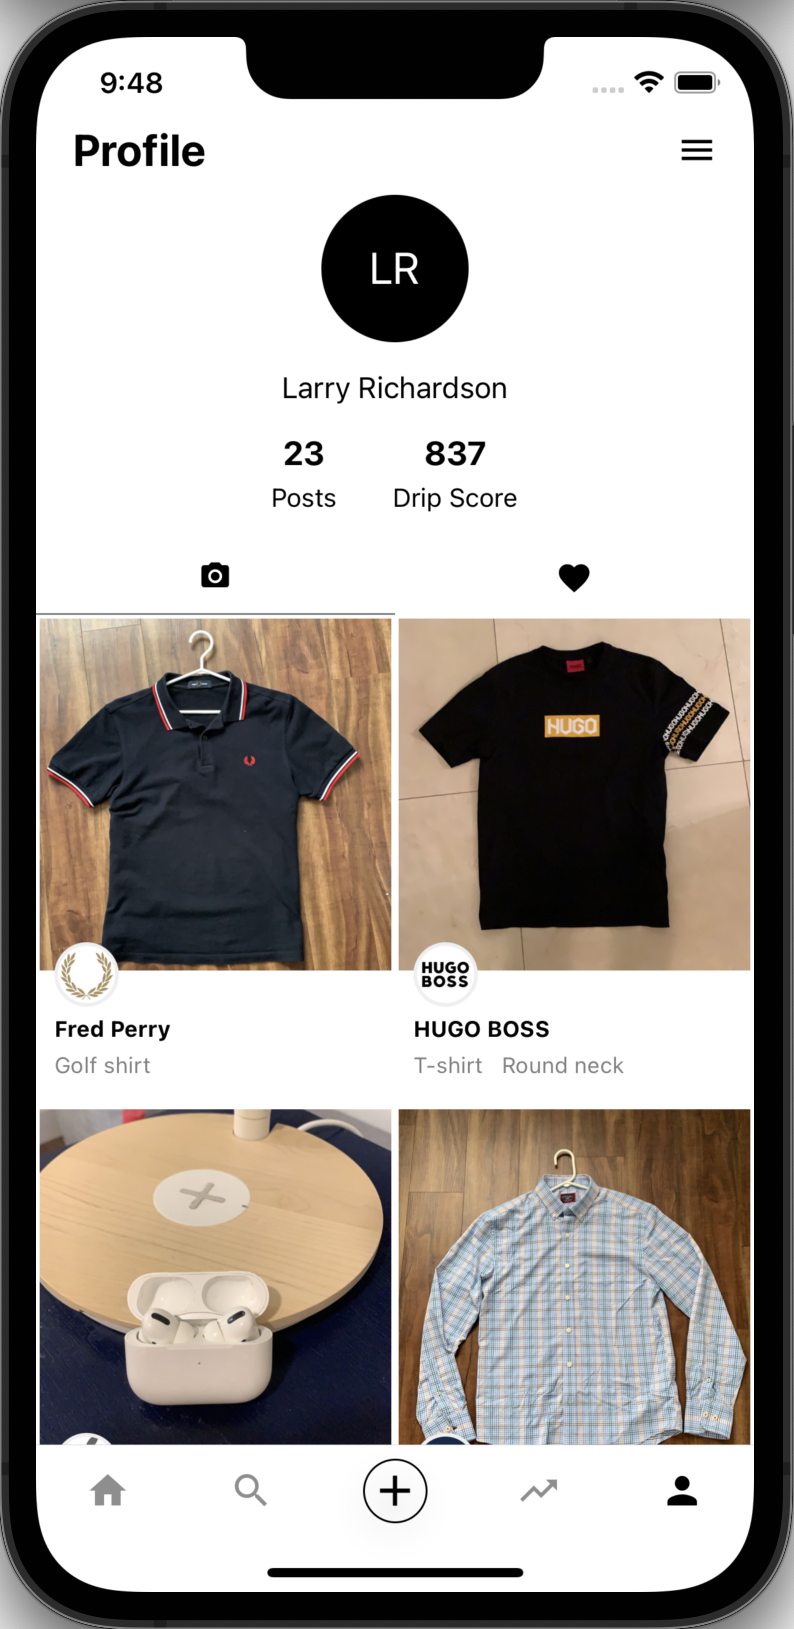 9:48
Profile
LR
Larry Richardson
23
837
Posts
Drip Score
HUGO
HUGO
BOSS
Fred Perry
HUGO BOSS
Golf shirt
T-shirt Round neck